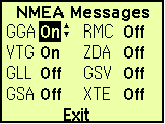 NMEA Messages
GGA On RMC Off
VTG On ZDA Off
GLL Off GSV Off
GSA Off XTE Off
Exit